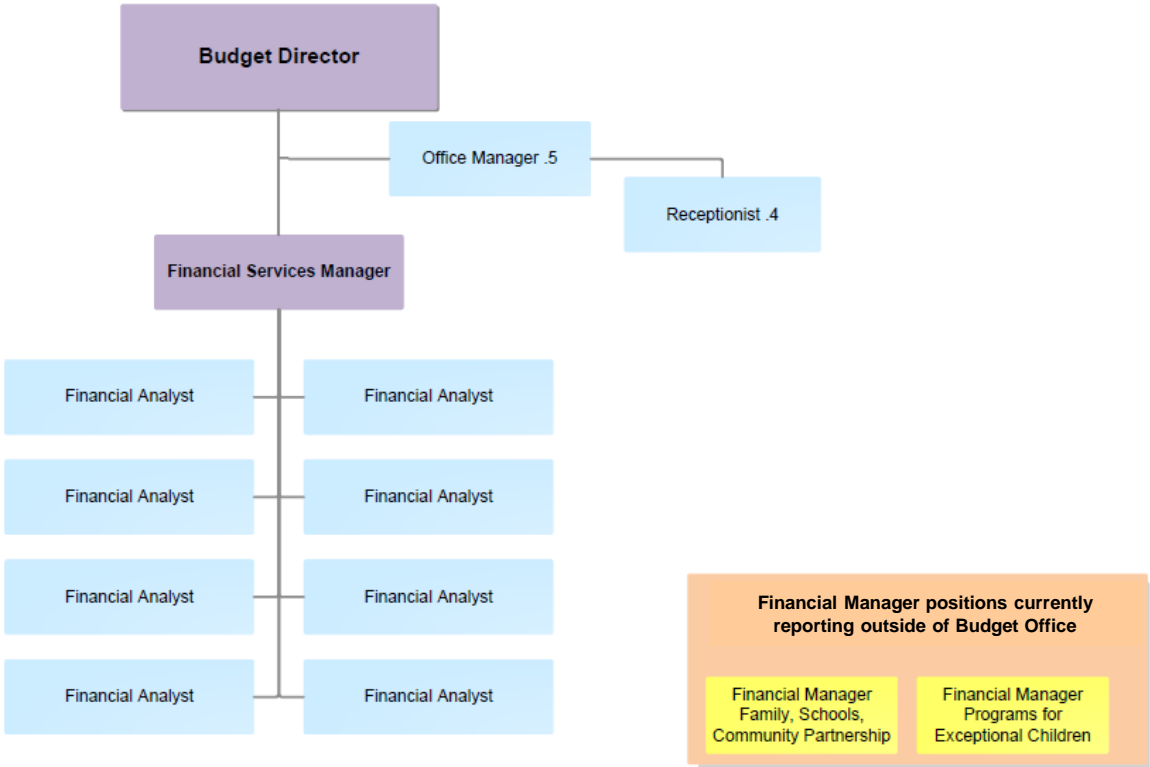 Budget Director
Office Manager .5
Receptionist .4
Financial Services Manager
Financial Analyst
Financial Analyst
Financial Analyst
Financial Analyst
Financial Analyst
Financial Analyst
Financial Analyst
Financial Analyst
Financial Manager positions currently
reporting outside of Budget Office
Financial Manager
Family, Schools,
Community Partnership
Financial Manager
Programs for
Exceptional Children